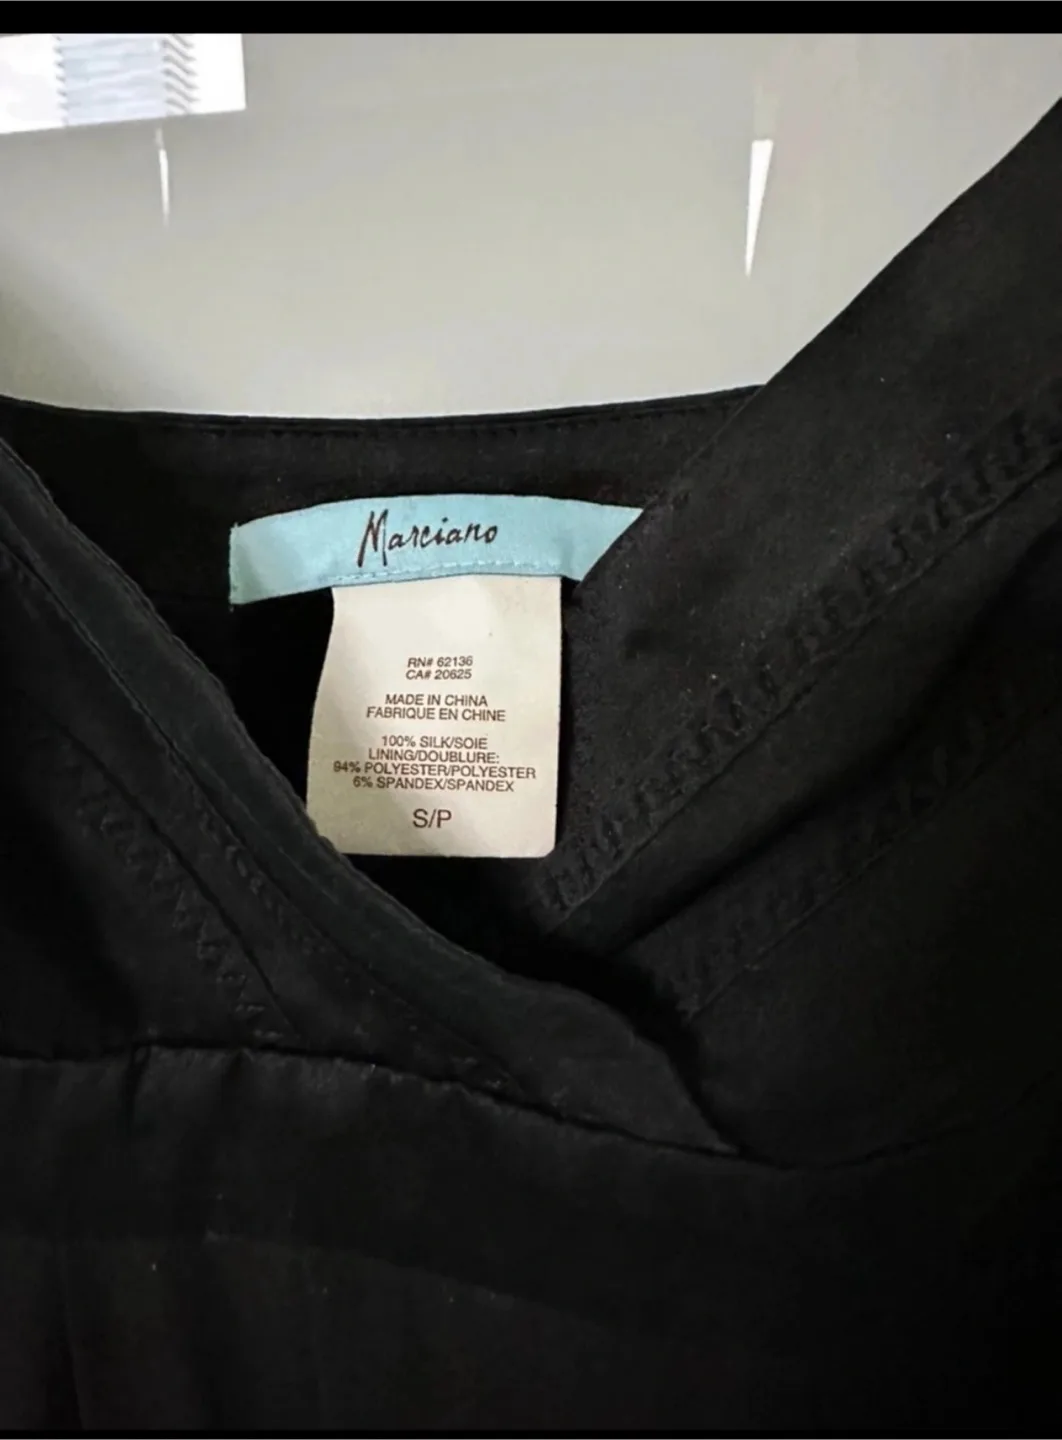 Marciano
RN# 62136
CA# 20625
MADE IN CHINA
FABRIQUE EN CHINE
100% SILK/SOIE
LINING/DOUBLURE:
94% POLYESTER/POLYESTER
6% SPANDEX/SPANDEX
S/P